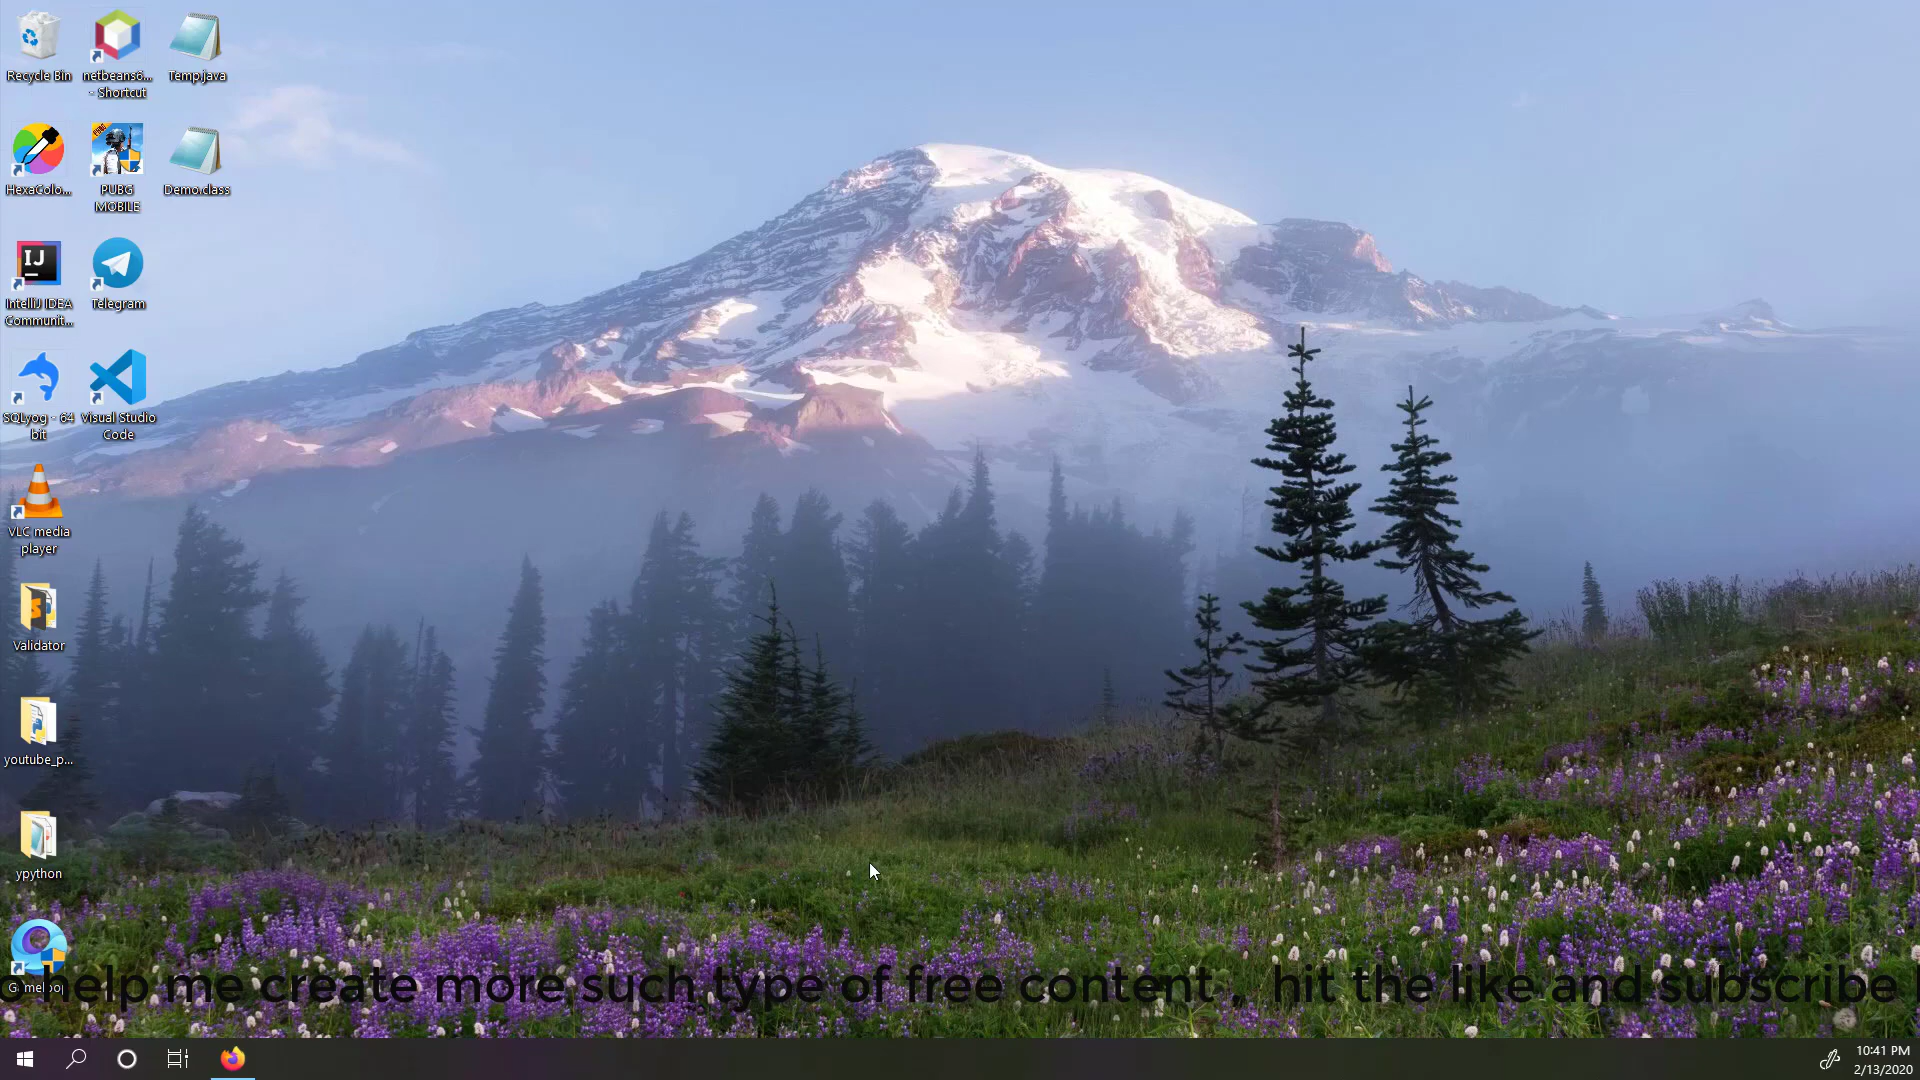 Recycle Bin
netbeans6...
- Shortcut
Temp.java
HexaColo...
PUBG
MOBILE
Demo.class
IntelliJ IDEA
Communit...
Telegram
SQLyog - 64
bit
Visual Studio
Code
VLC media
player
Validator
youtube_p...
ypython
help me create more such type of free content . hit the like and subscribe
10:41 PM
2/13/2020